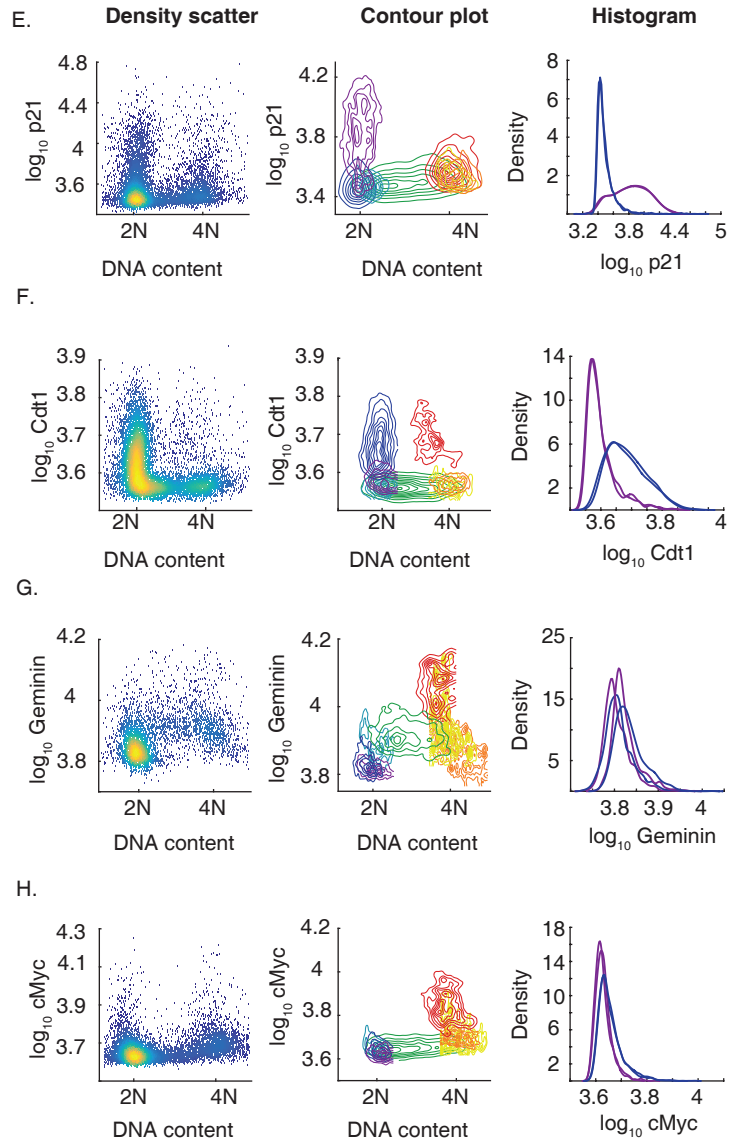 E.
Density scatter
Contour plot
Histogram
log10 p21
4.8
4.4
4
3.6
2N
4N
DNA content
log10 p21
4.2
3.8
3.4
2N
4N
DNA content
Density
8
6
4
2
3.2
3.8
4.4
5
log10 p21
F.
log10 Cdt1
3.9
3.8
3.7
3.6
2N
4N
DNA content
log10 Cdt1
3.9
3.8
3.7
3.6
2N
4N
DNA content
Density
14
10
6
2
3.6
3.8
4
log10 Cdt1
G.
log10 Geminin
4.2
4
3.8
2N
4N
DNA content
log10 Geminin
4.2
4
3.8
2N
4N
DNA content
Density
25
15
5
3.8
3.9
4
log10 Geminin
H.
log10 cMyc
4.3
4.1
3.9
3.7
2N
4N
DNA content
log10 cMyc
4.2
4
3.8
3.6
2N
4N
DNA content
Density
18
14
10
6
2
3.6
3.8
4
log10 cMyc